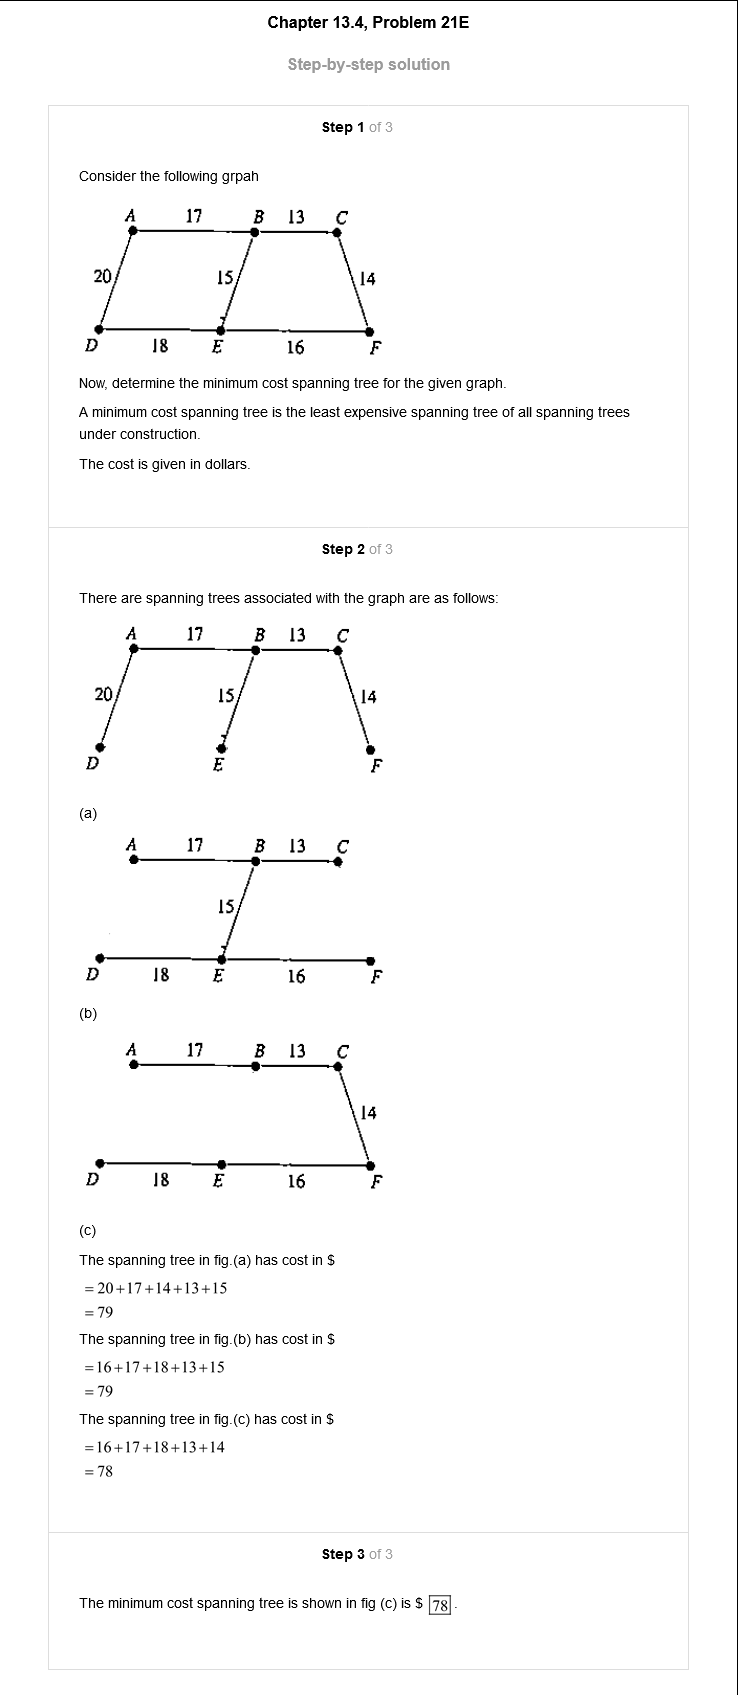 Chapter 13.4, Problem 21E
Step-by-step solution
Step 1 of 3
Consider the following grpah
A 17 B 13 C
20 15 14
D 18 E 16 F
Now, determine the minimum cost spanning tree for the given graph.
A minimum cost spanning tree is the least expensive spanning tree of all spanning trees
under construction.
The cost is given in dollars.
Step 2 of 3
There are spanning trees associated with the graph are as follows:
A 17 B 13 C
20 15 14
D E F
(a)
A 17 B 13 C
15
D 18 E 16 F
(b)
A 17 B 13 C
14
D 18 E 16 F
(c)
The spanning tree in fig.(a) has cost in $
= 20+17+14+13+15
= 79
The spanning tree in fig.(b) has cost in $
=16+17+18+13+15
= 79
The spanning tree in fig.(c) has cost in $
=16+17+18+13+14
= 78
Step 3 of 3
The minimum cost spanning tree is shown in fig (c) is $ 78 .